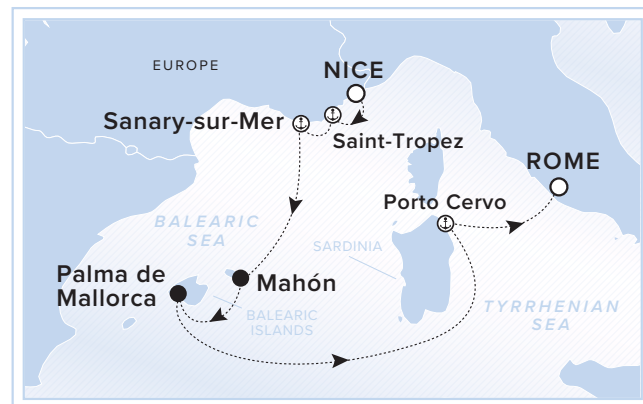 EUROPE
NICE
Sanary-sur-Mer
Saint-Tropez
ROME
Porto Cervo
BALEARIC
SEA
SARDINIA
Palma de
Mallorca
Mahón
BALEARIC
ISLANDS
TYRRHENIAN
SEA